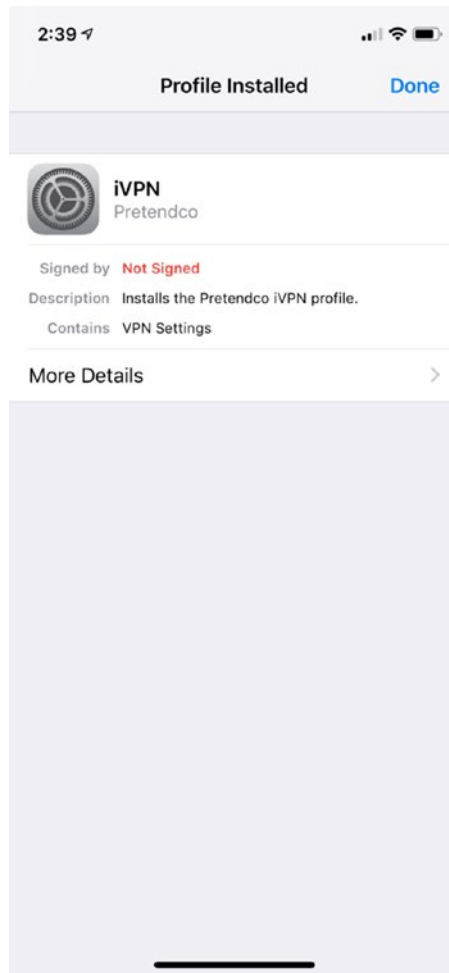 2:39
Profile Installed
Done
iVPN
Pretendco
Signed by Not Signed
Description Installs the Pretendco iVPN profile.
Contains VPN Settings
More Details